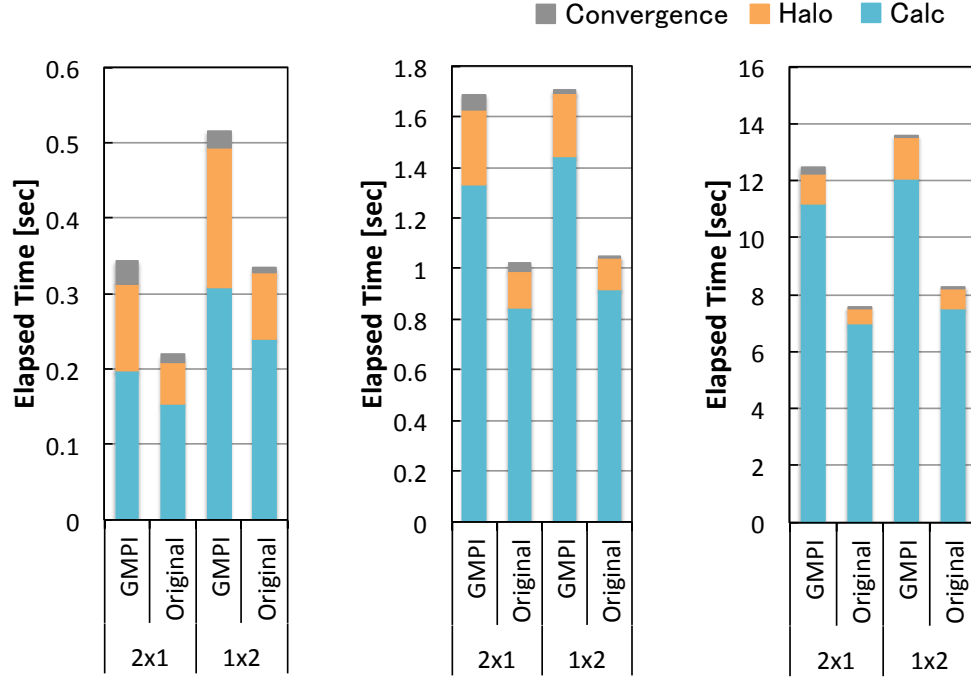 Convergence Halo Calc
Elapsed Time [sec]
0.6
0.5
0.4
0.3
0.2
0.1
0
GMPI
Original
GMPI
Original
2x1
1x2
Elapsed Time [sec]
1.8
1.6
1.4
1.2
1
0.8
0.6
0.4
0.2
0
GMPI
Original
GMPI
Original
2x1
1x2
Elapsed Time [sec]
16
14
12
10
8
6
4
2
0
GMPI
Original
GMPI
Original
2x1
1x2